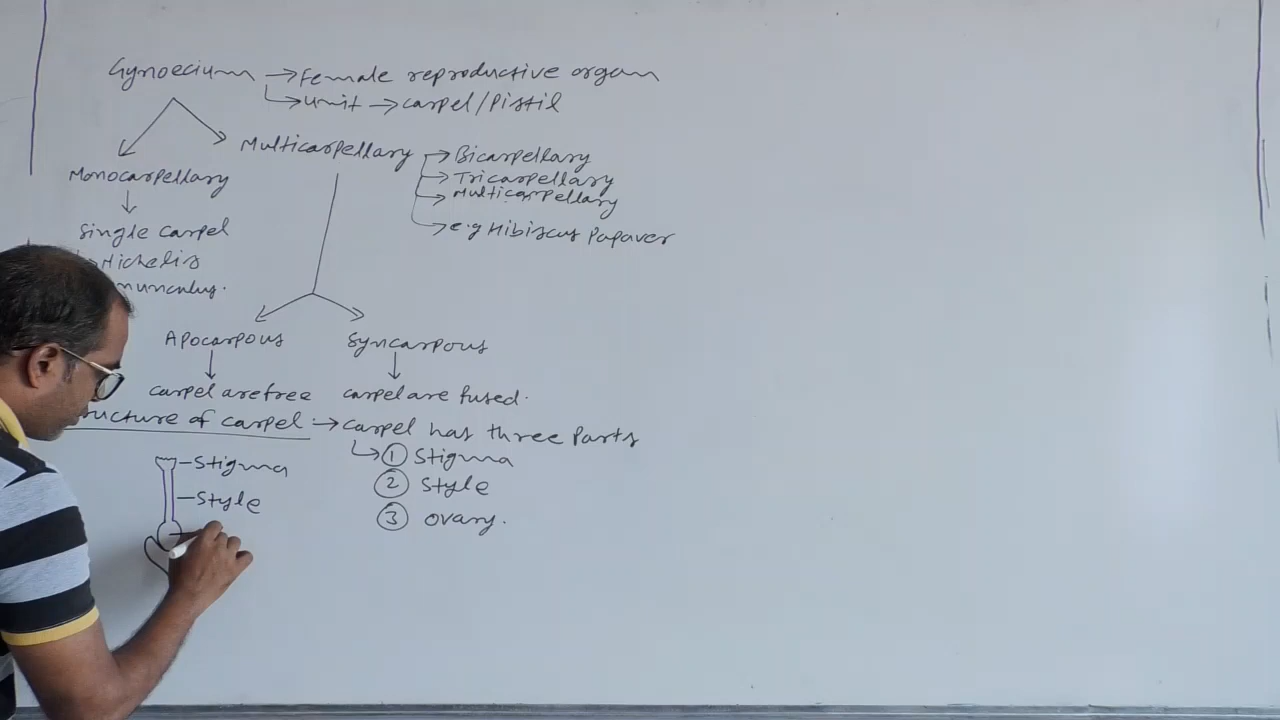 Gynoecium → Female reproductive organ
→ unit → carpel/Pistil
Multicarpellary → Bicarpellary
→ Tricarpellary
→ Multicarpellary
→ e.g Hibiscus Papaver
Monocarpellary
Single carpel
Michelis
Apocarpous Syncarpous
carpel are free carpel are fused.
of carpel :→ carpel has three Parts
→ ① Stigma
② Style
③ ovary.
Stigma
Style